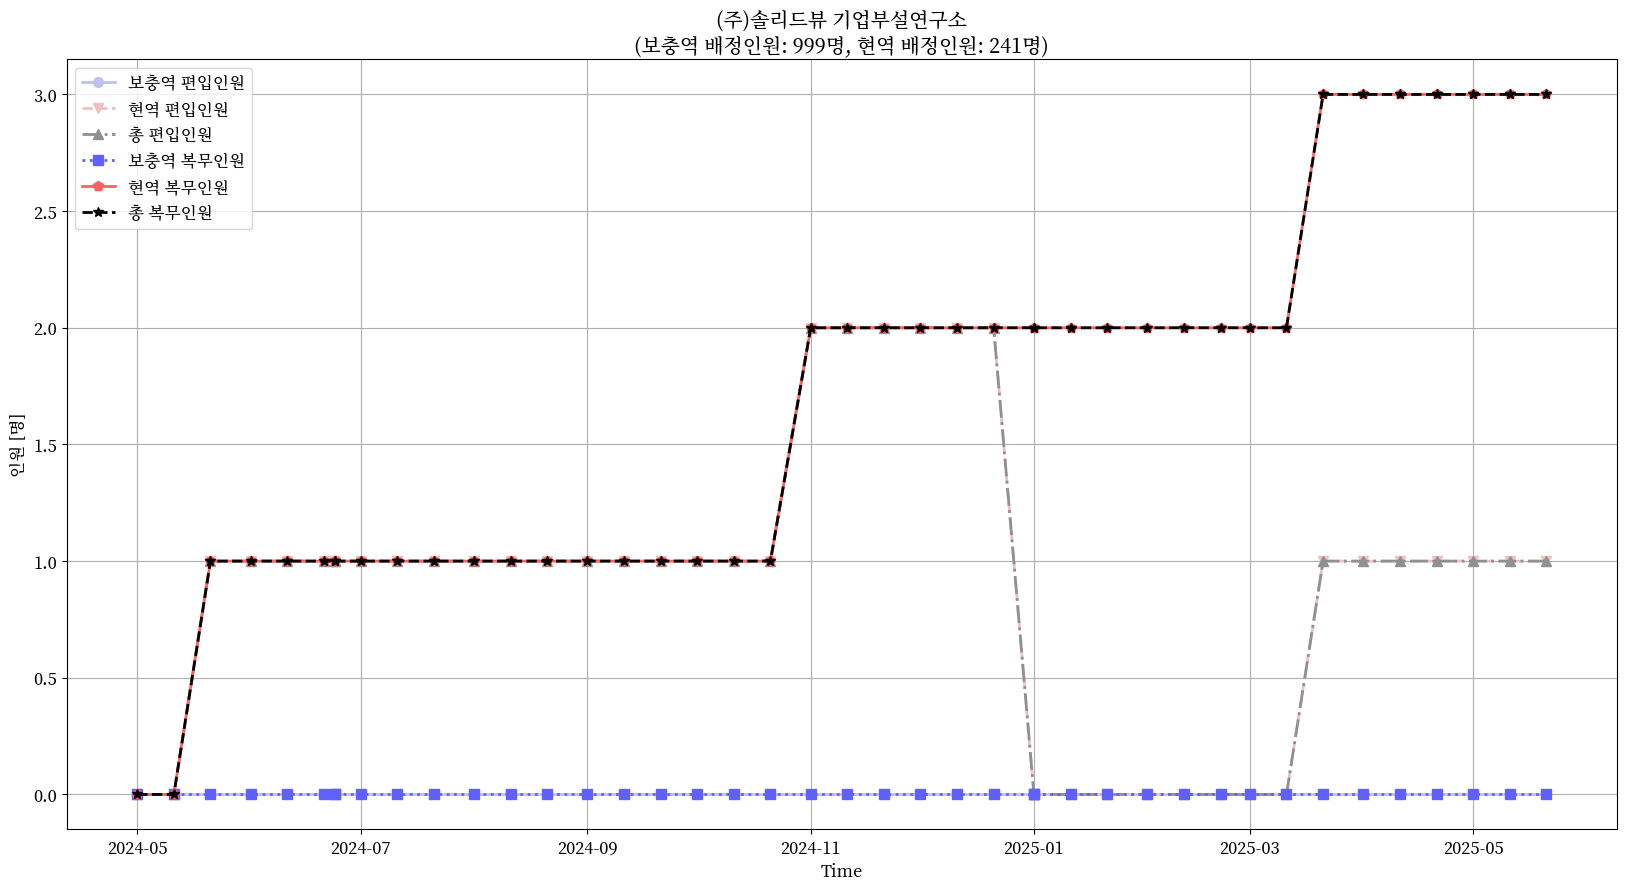 (주)솔리드뷰 기업부설연구소
(보충역 배정인원: 999명, 현역 배정인원: 241명)
보충역 편입인원
현역 편입인원
총 편입인원
보충역 복무인원
현역 복무인원
총 복무인원
인원 [명]
3.0
2.5
2.0
1.5
1.0
0.5
0.0
2024-05
2024-07
2024-09
2024-11
2025-01
2025-03
2025-05
Time